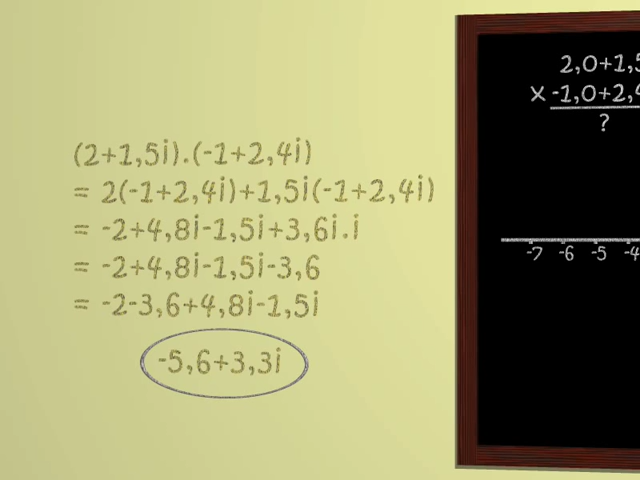 (2+1,5i).(-1+2,4i)
= 2(-1+2,4i)+1,5i(-1+2,4i)
= -2+4,8i-1,5i+3,6i.i
= -2+4,8i-1,5i-3,6
= -2-3,6+4,8i-1,5i
-5,6+3,3i
2,0+1,5
x -1,0+2,4
?
-7 -6 -5 -4